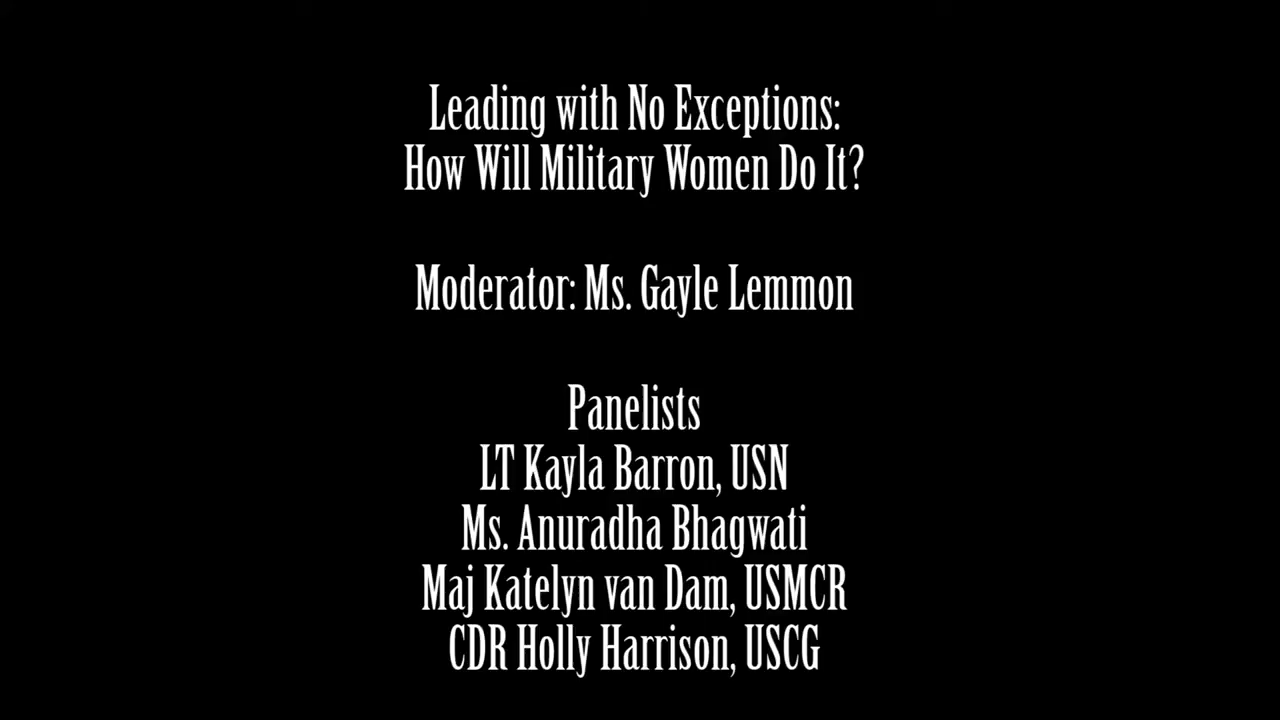 Leading with No Exceptions:
How Will Military Women Do It?
Moderator: Ms. Gayle Lemmon
Panelists
LT Kayla Barron, USN
Ms. Anuradha Bhagwati
Maj Katelyn van Dam, USMCR
CDR Holly Harrison, USCG